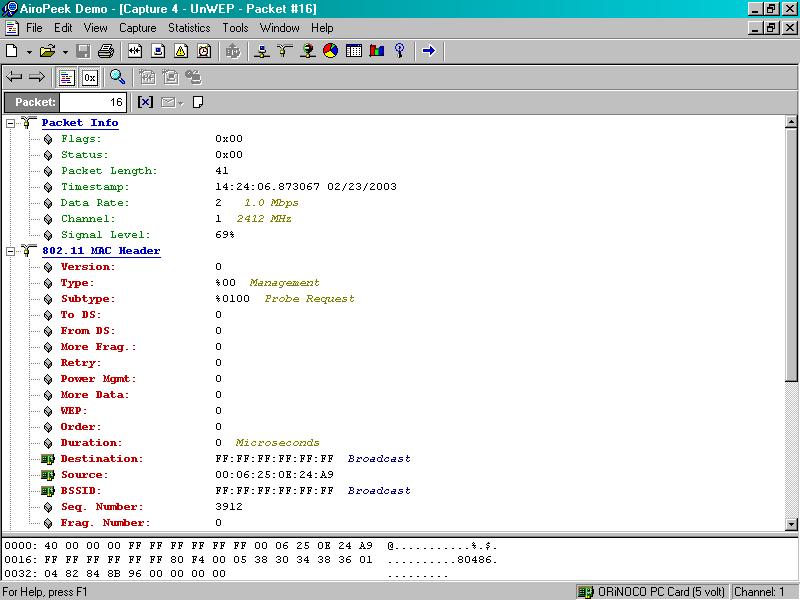 AiroPeek Demo - [Capture 4 - UnWEP - Packet #16]
File Edit View Capture Statistics Tools Window Help
Packet: 16
Packet Info
Flags: 0x00
Status: 0x00
Packet Length: 41
Timestamp: 14:24:06.873067 02/23/2003
Data Rate: 2 1.0 Mbps
Channel: 1 2412 MHz
Signal Level: 69%
802.11 MAC Header
Version: 0
Type: %00 Management
Subtype: %0100 Probe Request
To DS: 0
From DS: 0
More Frag.: 0
Retry: 0
Power Mgmt: 0
More Data: 0
WEP: 0
Order: 0
Duration: 0 Microseconds
Destination: FF:FF:FF:FF:FF:FF Broadcast
Source: 00:06:25:0E:24:A9
BSSID: FF:FF:FF:FF:FF:FF Broadcast
Seq. Number: 3912
Frag. Number: 0
0000: 40 00 00 00 FF FF FF FF FF FF 00 06 25 0E 24 A9 @...........%.$.
0016: FF FF FF FF FF FF 80 F4 00 05 38 30 34 38 36 01 ..........80486.
0032: 04 82 84 8B 96 00 00 00 00 .........
For Help, press F1
ORiNOCO PC Card (5 volt) Channel: 1